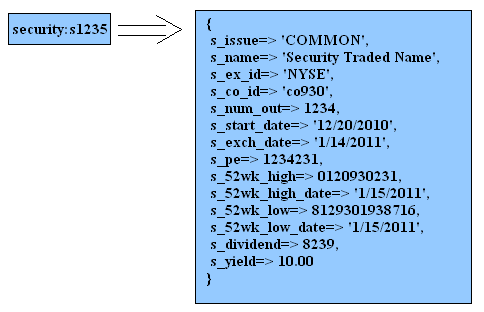 security:s1235
{
s_issue=> 'COMMON',
s_name=> 'Security Traded Name',
s_ex_id=> 'NYSE',
s_co_id=> 'co930',
s_num_out=> 1234,
s_start_date=> '12/20/2010',
s_exch_date=> '1/14/2011',
s_pe=> 1234231,
s_52wk_high=> 0120930231,
s_52wk_high_date=> '1/15/2011',
s_52wk_low=> 8129301938716,
s_52wk_low_date=> '1/15/2011',
s_dividend=> 8239,
s_yield=> 10.00
}